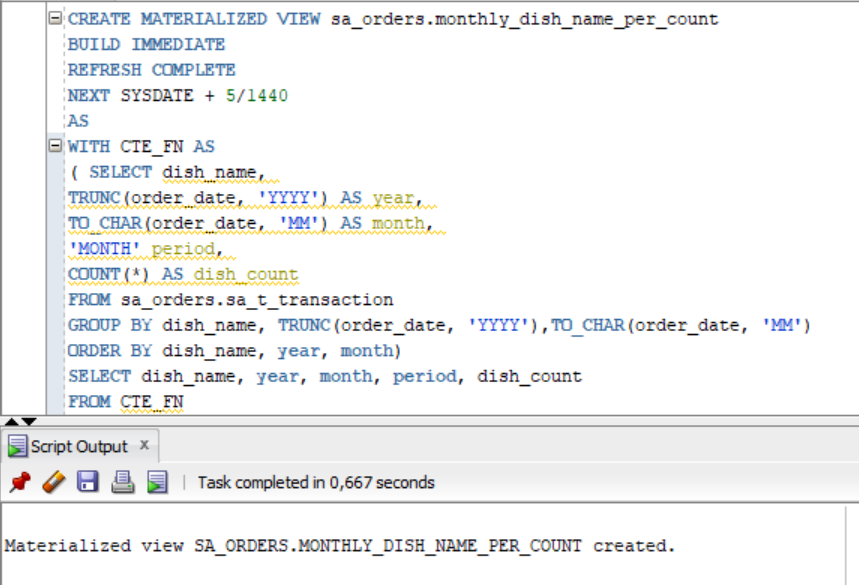 CREATE MATERIALIZED VIEW sa_orders.monthly_dish_name_per_count
BUILD IMMEDIATE
REFRESH COMPLETE
NEXT SYSDATE + 5/1440
AS
WITH CTE_FN AS
( SELECT dish_name,
TRUNC(order_date, 'YYYY') AS year,
TO_CHAR(order_date, 'MM') AS month,
'MONTH' period,
COUNT(*) AS dish_count
FROM sa_orders.sa_t_transaction
GROUP BY dish_name, TRUNC(order_date, 'YYYY'),TO_CHAR(order_date, 'MM')
ORDER BY dish_name, year, month)
SELECT dish_name, year, month, period, dish_count
FROM CTE_FN
Script Output x
Task completed in 0,667 seconds
Materialized view SA_ORDERS.MONTHLY_DISH_NAME_PER_COUNT created.